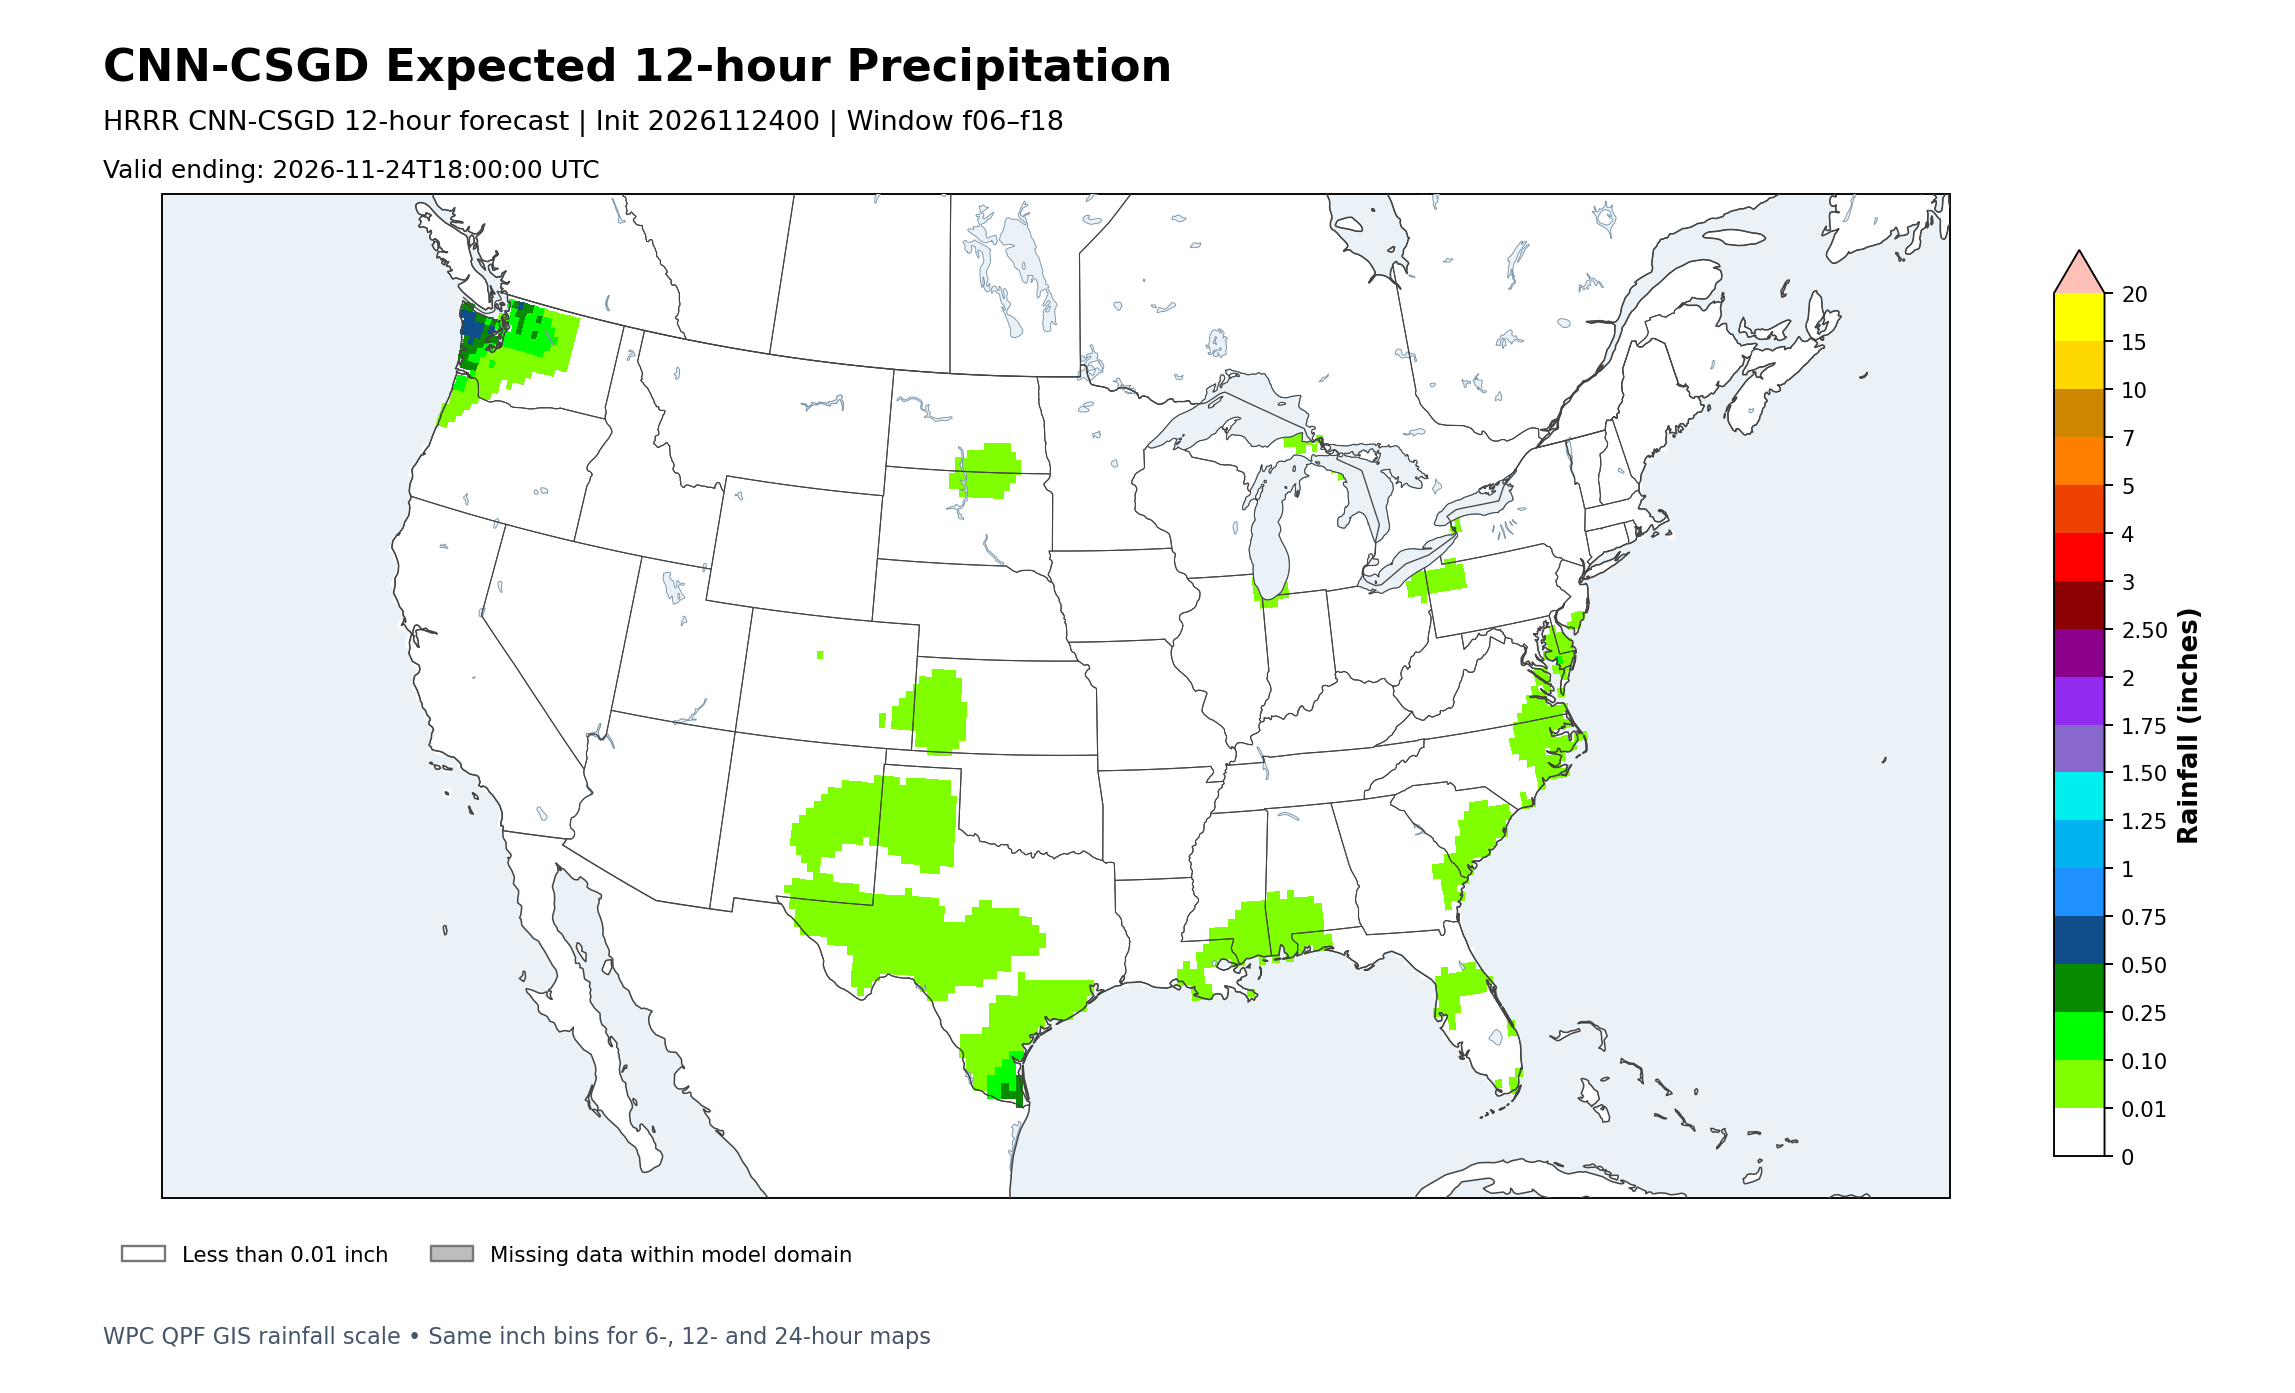 CNN-CSGD Expected 12-hour Precipitation
HRRR CNN-CSGD 12-hour forecast | Init 2026112400 | Window f06–f18
Valid ending: 2026-11-24T18:00:00 UTC
20
15
10
7
5
4
3
2.50
2
1.75
1.50
1.25
1
0.75
0.50
0.25
0.10
0.01
0
Rainfall (inches)
Less than 0.01 inch
Missing data within model domain
WPC QPF GIS rainfall scale • Same inch bins for 6-, 12- and 24-hour maps